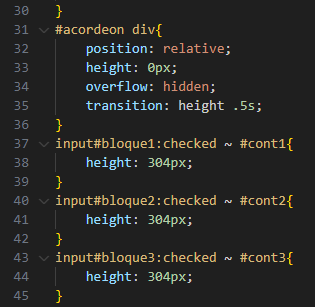 30 }
31 #acordeon div{
32 position: relative;
33 height: 0px;
34 overflow: hidden;
35 transition: height .5s;
36 }
37 input#bloque1:checked ~ #cont1{
38 height: 304px;
39 }
40 input#bloque2:checked ~ #cont2{
41 height: 304px;
42 }
43 input#bloque3:checked ~ #cont3{
44 height: 304px;
45 }